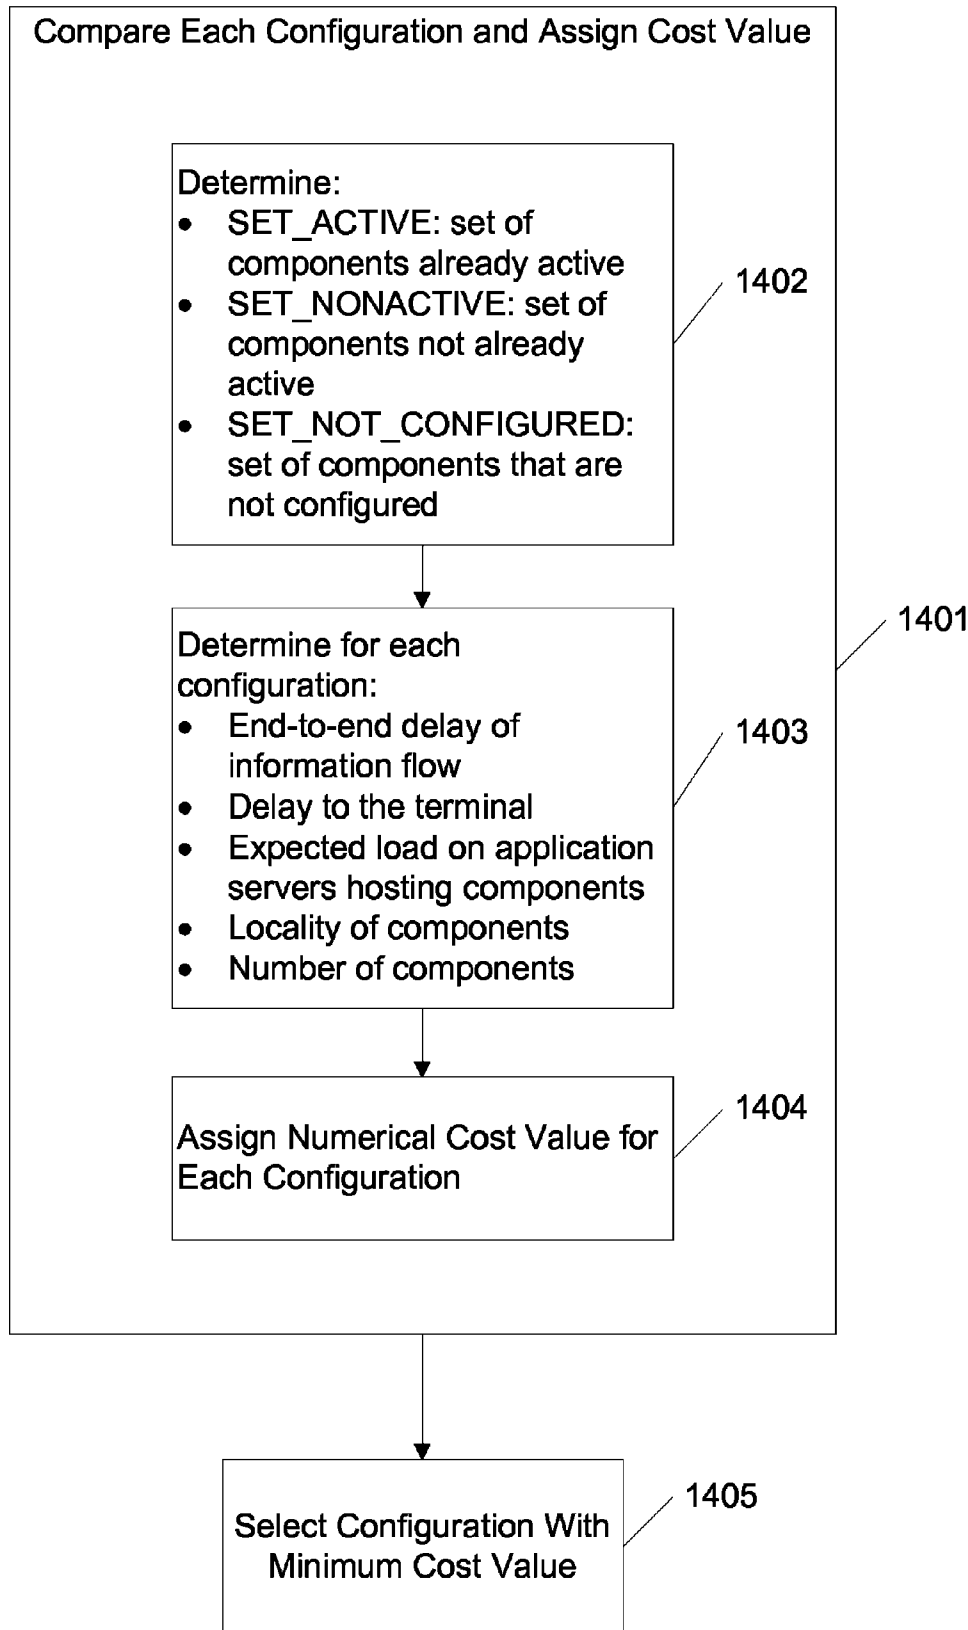 Compare Each Configuration and Assign Cost Value
Determine:
• SET_ACTIVE: set of
components already active
• SET_NONACTIVE: set of
components not already
active
• SET_NOT_CONFIGURED:
set of components that are
not configured
1402
1401
Determine for each
configuration:
• End-to-end delay of
information flow
• Delay to the terminal
• Expected load on application
servers hosting components
• Locality of components
• Number of components
1403
Assign Numerical Cost Value for
Each Configuration
1404
Select Configuration With
Minimum Cost Value
1405